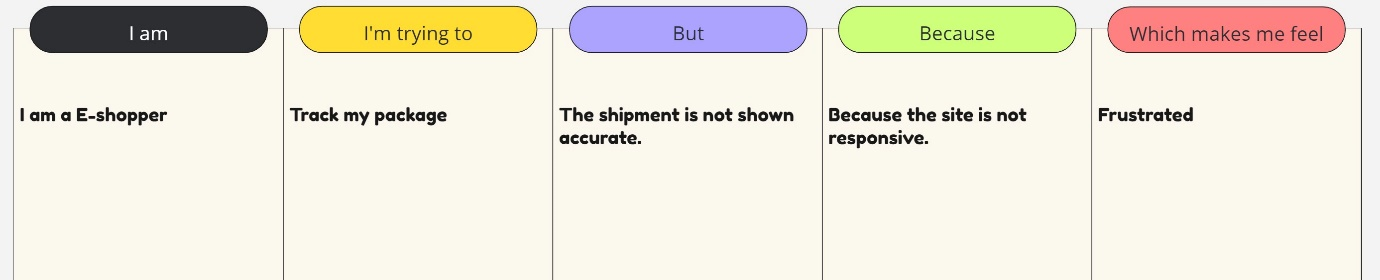 I am
I'm trying to
But
Because
Which makes me feel
I am a E-shopper
Track my package
The shipment is not shown
accurate.
Because the site is not
responsive.
Frustrated